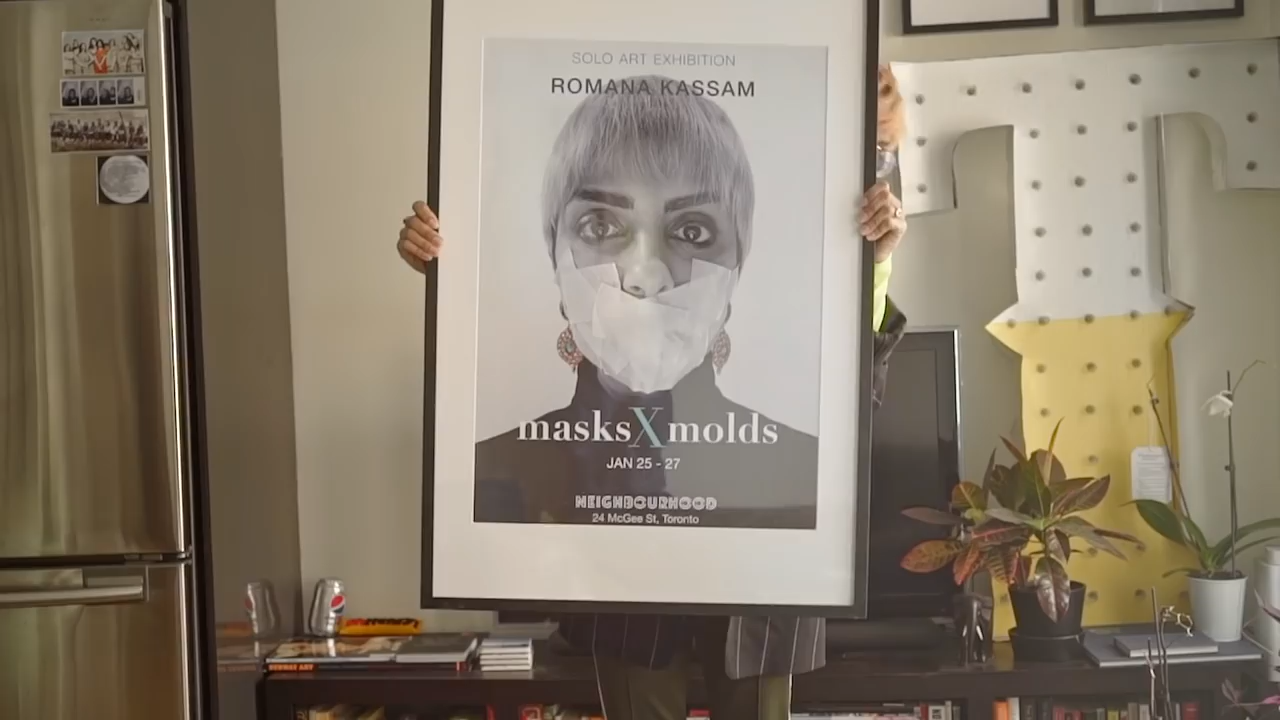 SOLO ART EXHIBITION
ROMANA KASSAM
masksXmolds
JAN 25 - 27
NEIGHBOURHOOD
24 McGee St, Toronto